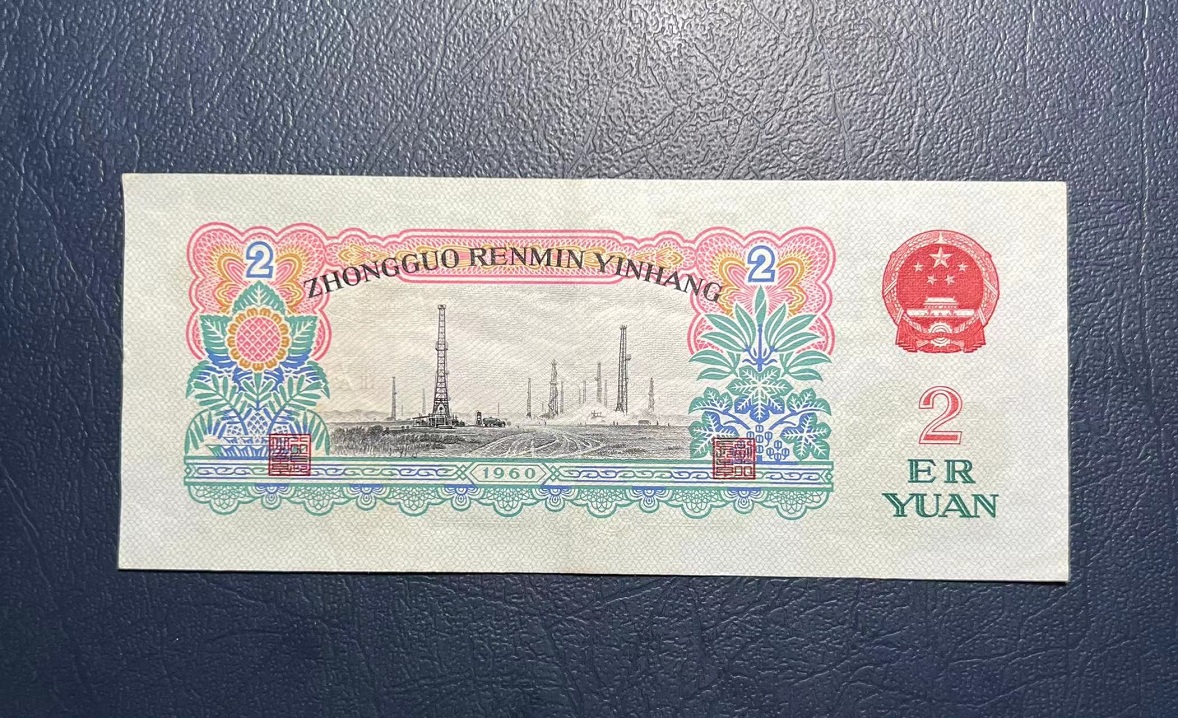 2
2
ZHONGGUO RENMIN YINHANG
1960
2
ER
YUAN